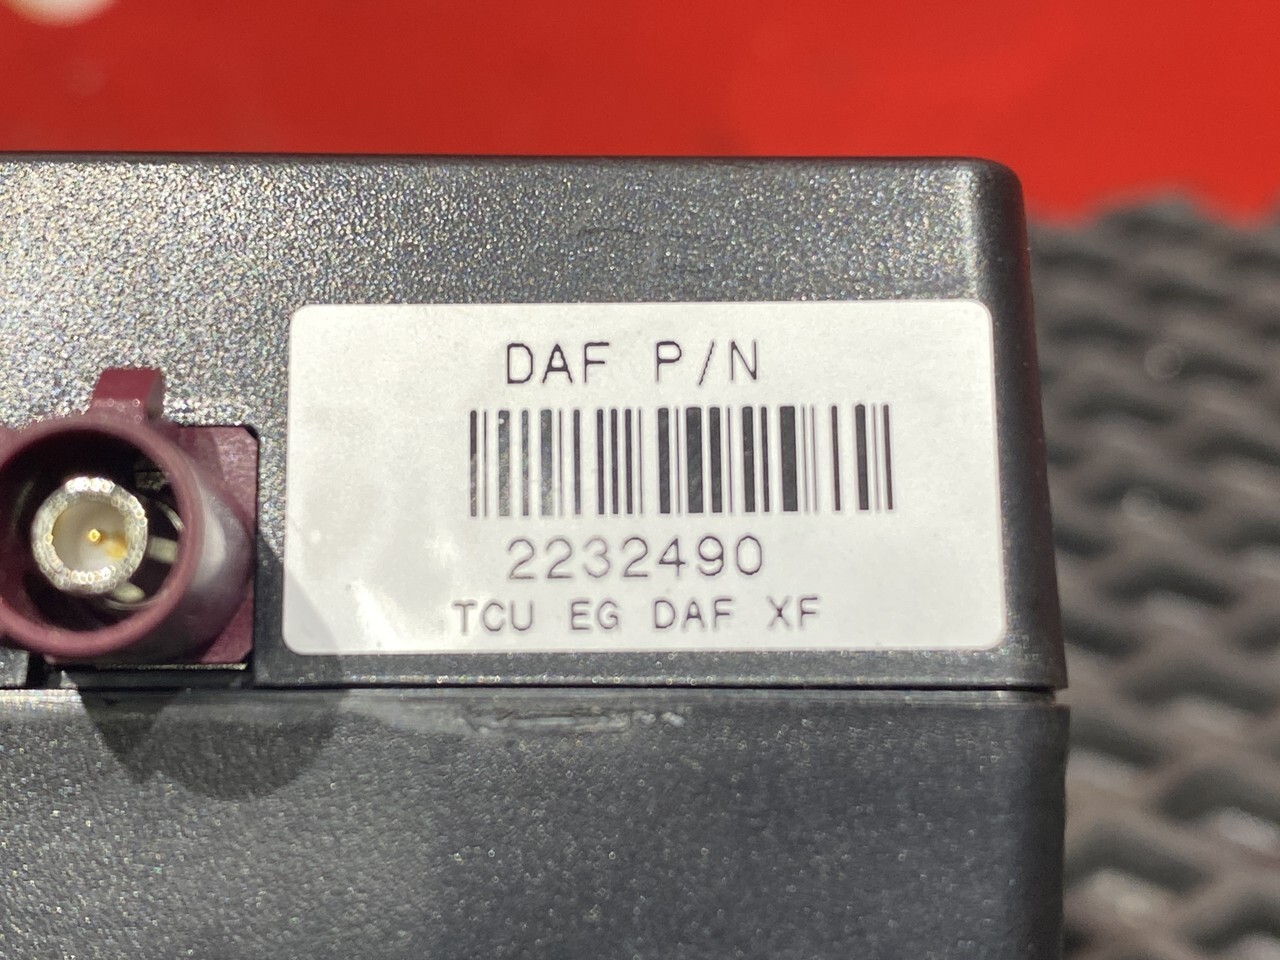 DAF P/N
2232490
TCU EG DAF XF